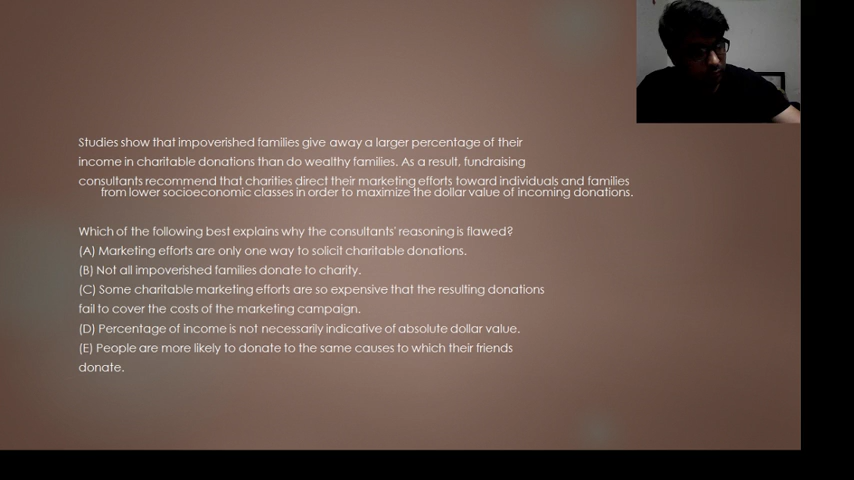 Studies show that impoverished families give away a larger percentage of their
income in charitable donations than do wealthy families. As a result, fundraising
consultants recommend that charities direct their marketing efforts toward individuals and families
from lower socioeconomic classes in order to maximize the dollar value of incoming donations.
Which of the following best explains why the consultants' reasoning is flawed?
(A) Marketing efforts are only one way to solicit charitable donations.
(B) Not all impoverished families donate to charity.
(C) Some charitable marketing efforts are so expensive that the resulting donations
fail to cover the costs of the marketing campaign.
(D) Percentage of income is not necessarily indicative of absolute dollar value.
(E) People are more likely to donate to the same causes to which their friends
donate.